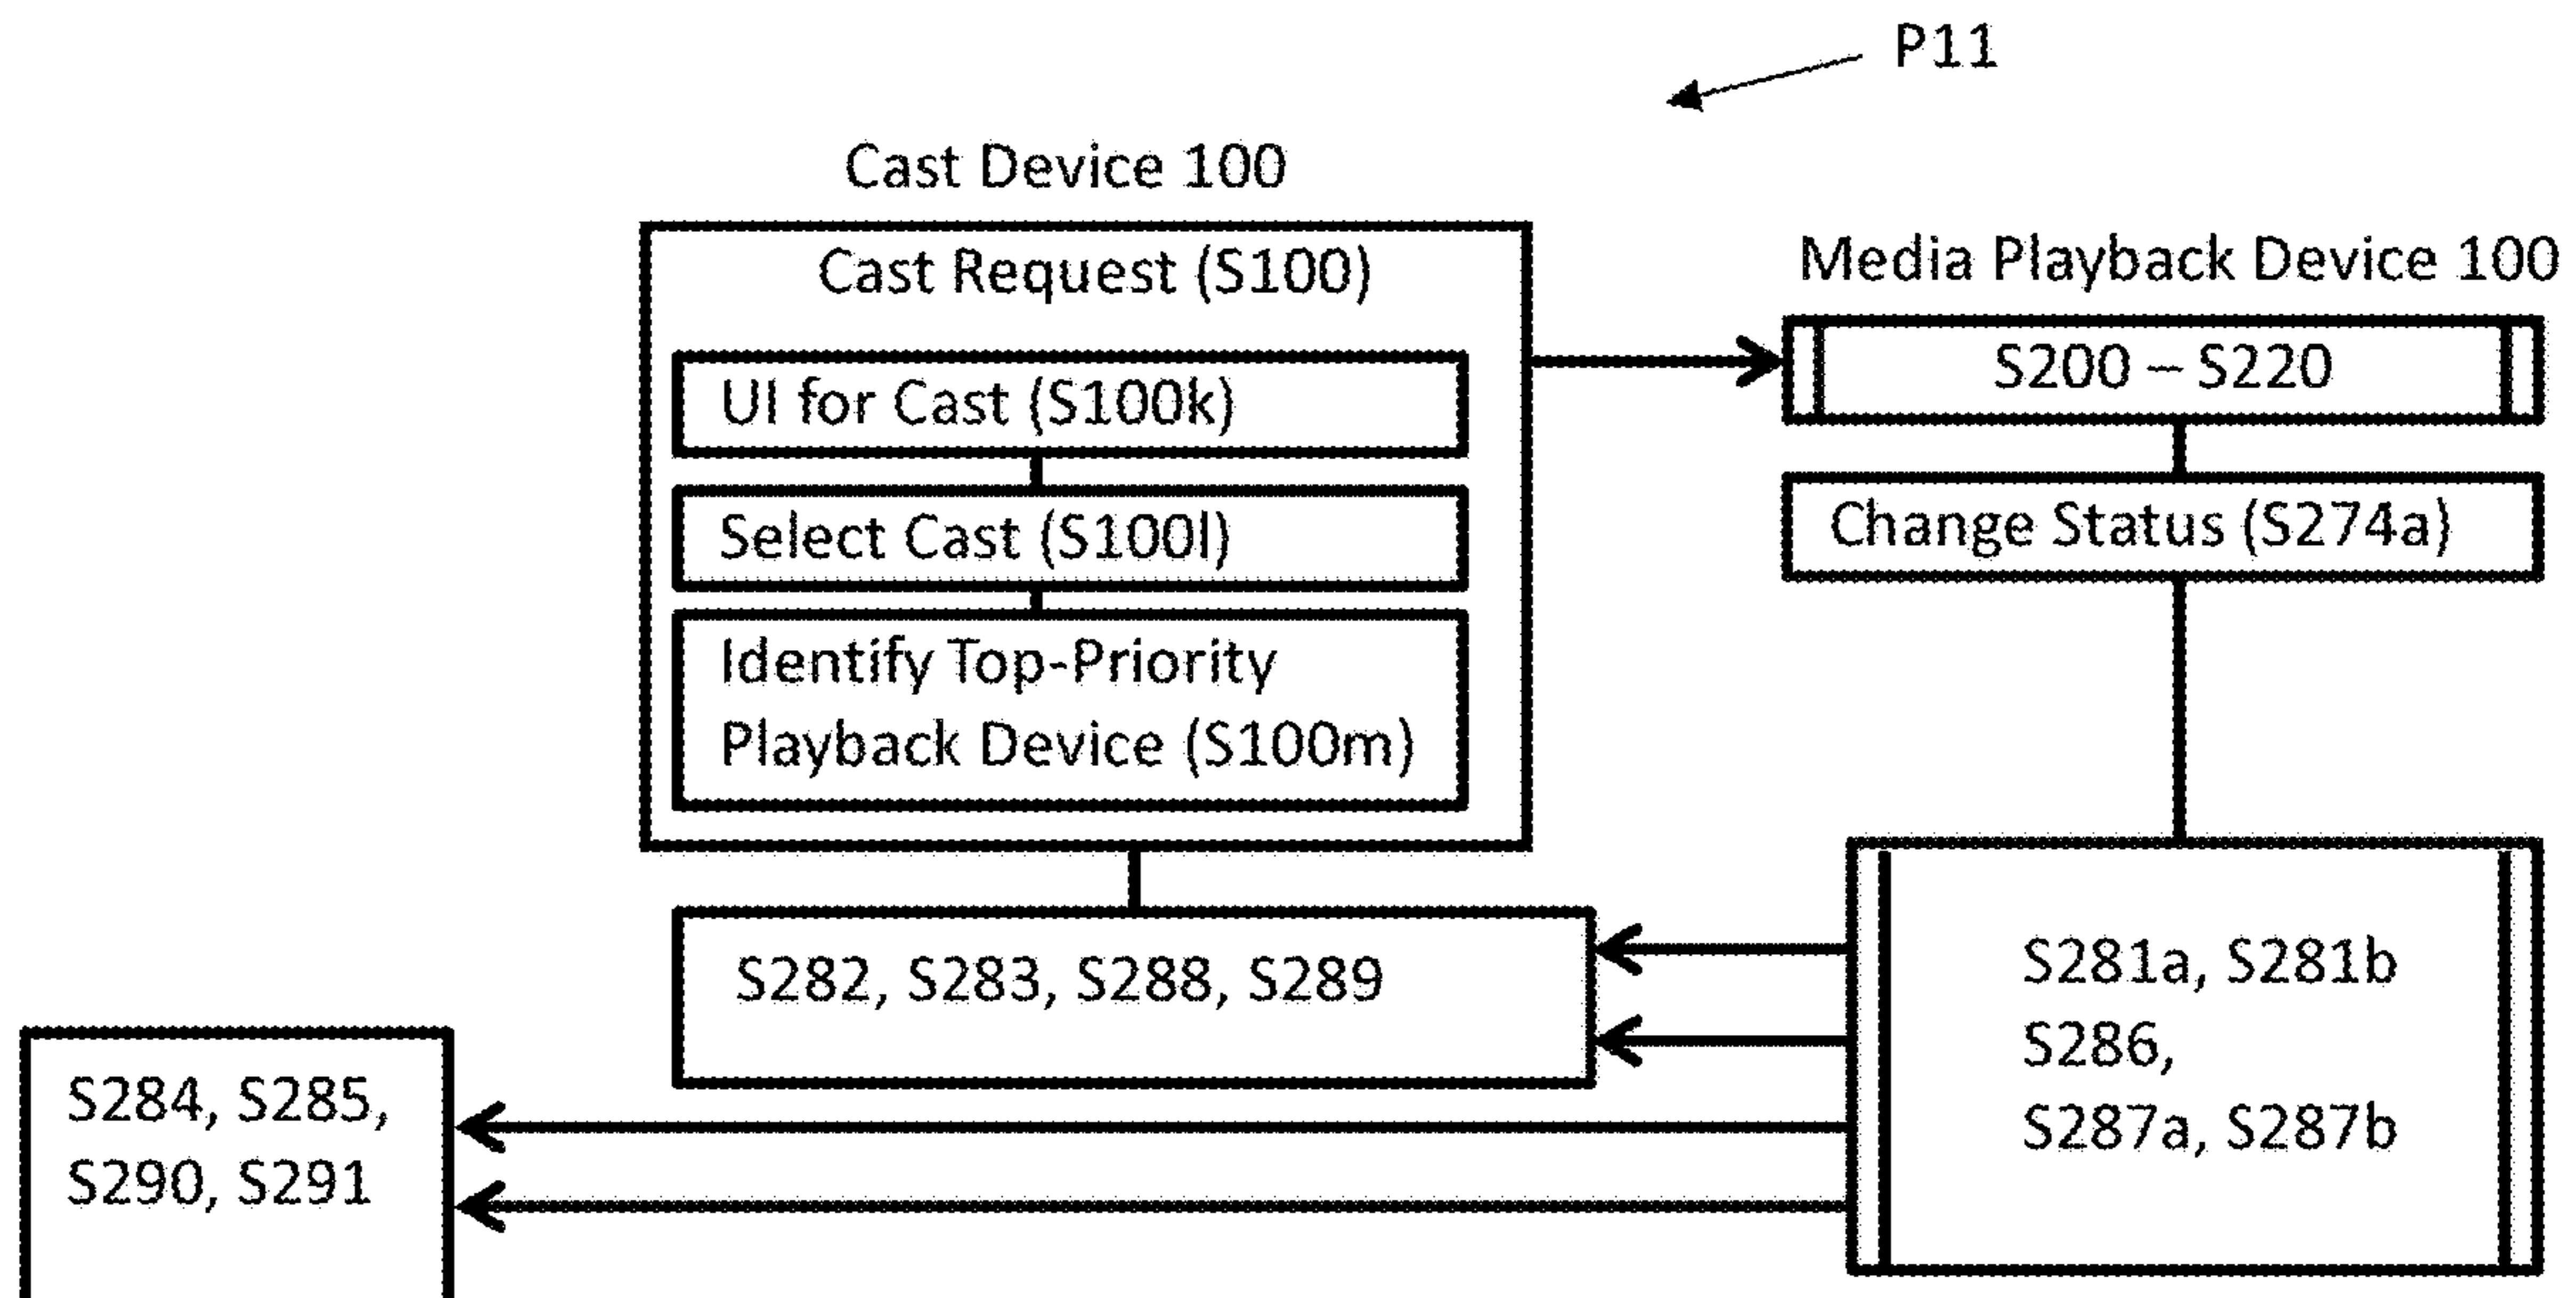 P11
Cast Device 100
Cast Request (S100)
UI for Cast (S100k)
Select Cast (S100l)
Identify Top-Priority
Playback Device (S100m)
Media Playback Device 100
S200 – S220
Change Status (S274a)
S282, S283, S288, S289
S281a, S281b
S286,
S287a, S287b
S284, S285,
S290, S291